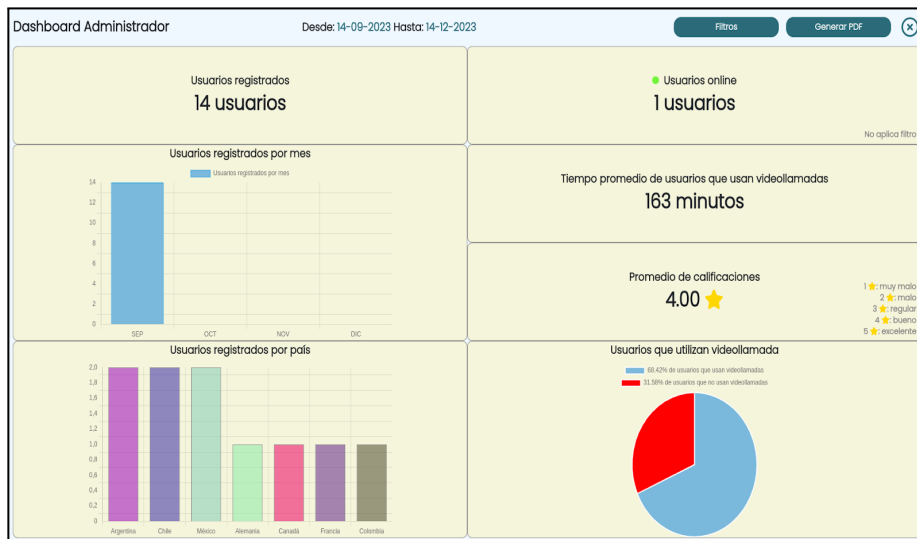 Dashboard Administrador
Desde: 14-09-2023 Hasta: 14-12-2023
Filtros
Generar PDF
Usuarios registrados
14 usuarios
Usuarios online
1 usuarios
No aplica filtro
Usuarios registrados por mes
Usuarios registrados por mes
14
12
10
8
6
4
2
0
SEP OCT NOV DIC
Tiempo promedio de usuarios que usan videollamadas
163 minutos
Promedio de calificaciones
4.00
1 : muy malo
2 : malo
3 : regular
4 : bueno
5 : excelente
Usuarios registrados por país
2,0
1,8
1,6
1,4
1,2
1,0
0,8
0,6
0,4
0,2
0
Argentina Chile México Alemania Canadá Francia Colombia
Usuarios que utilizan videollamada
68.42% de usuarios que usan videollamadas
31.58% de usuarios que no usan videollamadas